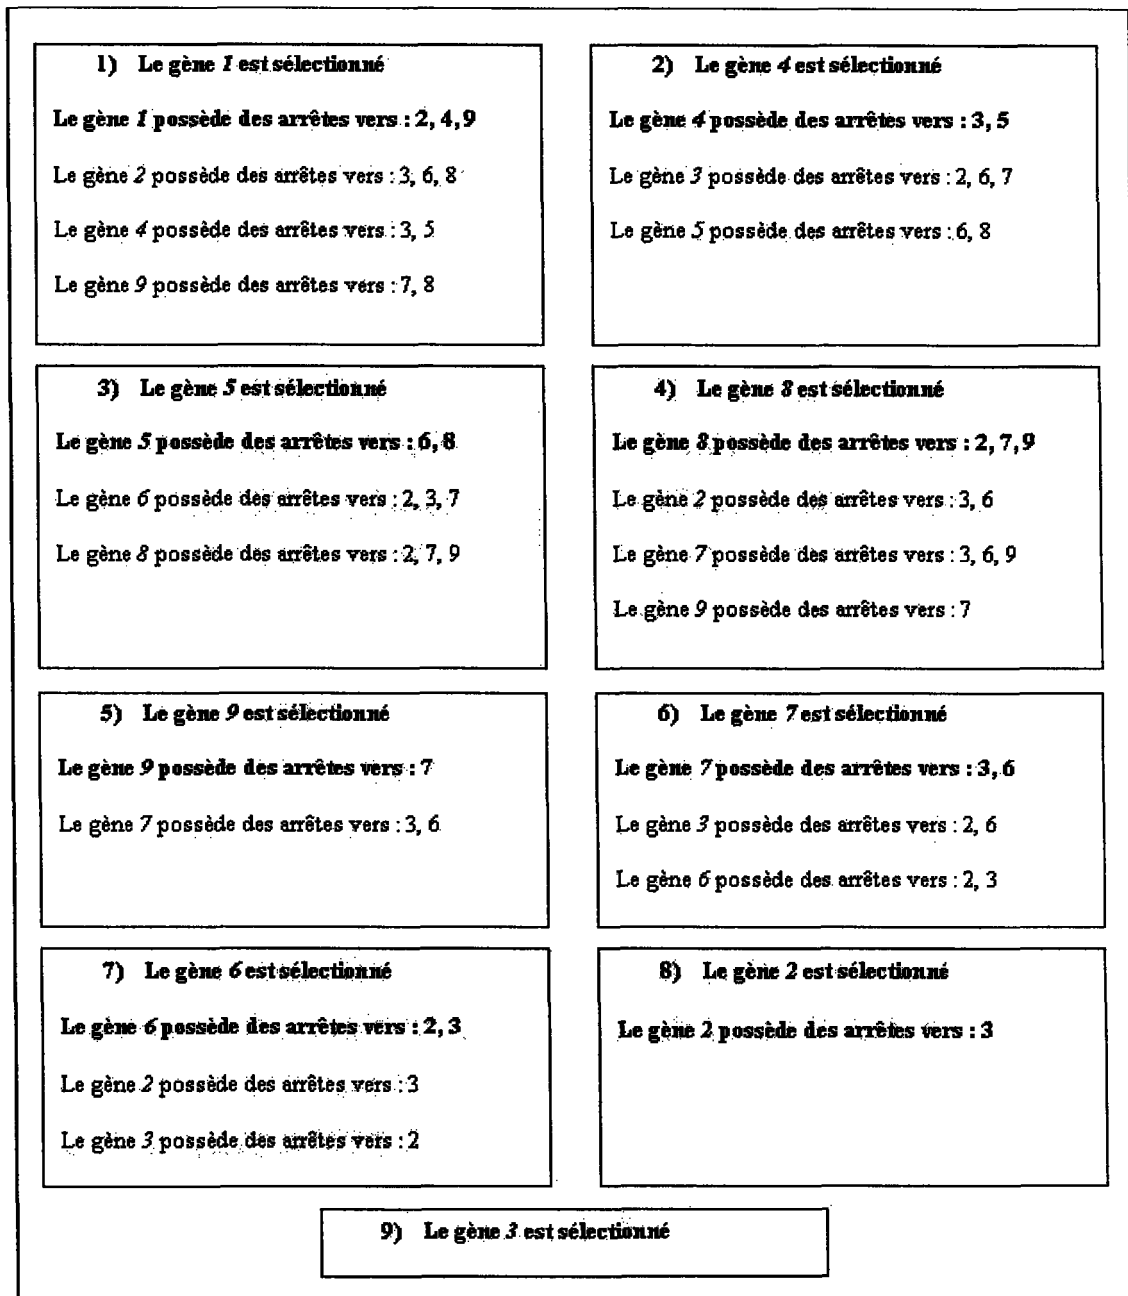 1) Le gène 1 est sélectionné
Le gène 1 possède des arrêtes vers : 2, 4, 9
Le gène 2 possède des arrêtes vers : 3, 6, 8
Le gène 4 possède des arrêtes vers : 3, 5
Le gène 9 possède des arrêtes vers : 7, 8
2) Le gène 4 est sélectionné
Le gène 4 possède des arrêtes vers : 3, 5
Le gène 3 possède des arrêtes vers : 2, 6, 7
Le gène 5 possède des arrêtes vers : 6, 8
3) Le gène 5 est sélectionné
Le gène 5 possède des arrêtes vers : 6, 8
Le gène 6 possède des arrêtes vers : 2, 3, 7
Le gène 8 possède des arrêtes vers : 2, 7, 9
4) Le gène 8 est sélectionné
Le gène 8 possède des arrêtes vers : 2, 7, 9
Le gène 2 possède des arrêtes vers : 3, 6
Le gène 7 possède des arrêtes vers : 3, 6, 9
Le gène 9 possède des arrêtes vers : 7
5) Le gène 9 est sélectionné
Le gène 9 possède des arrêtes vers : 7
Le gène 7 possède des arrêtes vers : 3, 6
6) Le gène 7 est sélectionné
Le gène 7 possède des arrêtes vers : 3, 6
Le gène 3 possède des arrêtes vers : 2, 6
Le gène 6 possède des arrêtes vers : 2, 3
7) Le gène 6 est sélectionné
Le gène 6 possède des arrêtes vers : 2, 3
Le gène 2 possède des arrêtes vers : 3
Le gène 3 possède des arrêtes vers : 2
8) Le gène 2 est sélectionné
Le gène 2 possède des arrêtes vers : 3
9) Le gène 3 est sélectionné